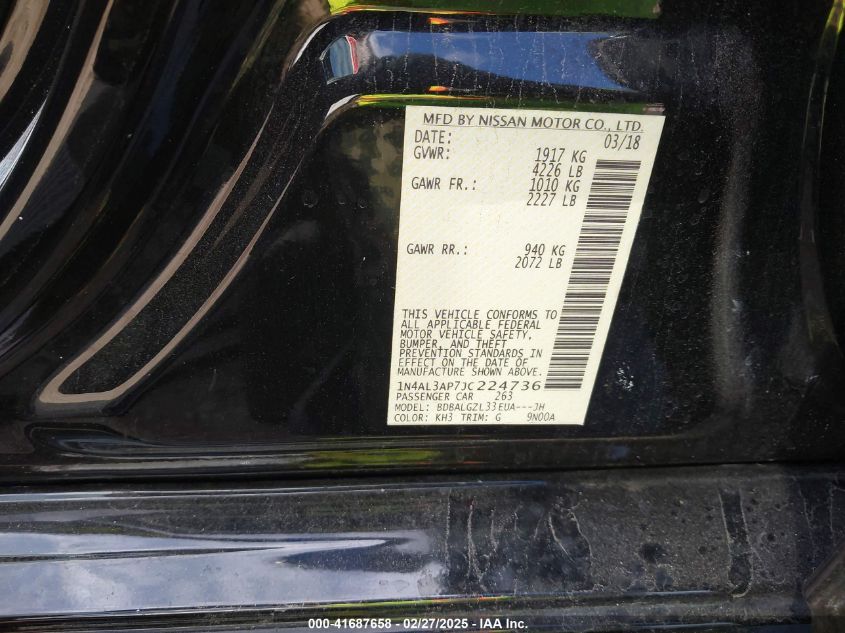 MFD BY NISSAN MOTOR CO., LTD.
DATE: 03/18
GVWR: 1917 KG
4226 LB
GAWR FR.: 1010 KG
2227 LB
GAWR RR.: 940 KG
2072 LB
THIS VEHICLE CONFORMS TO
ALL APPLICABLE FEDERAL
MOTOR VEHICLE SAFETY,
BUMPER, AND THEFT
PREVENTION STANDARDS IN
EFFECT ON THE DATE OF
MANUFACTURE SHOWN ABOVE.
1N4AL3AP7JC224736
PASSENGER CAR 263
MODEL: BDBALGZL33EUA---JH
COLOR: KH3 TRIM: G 9N00A
000-41687658 - 02/27/2025 - IAA Inc.